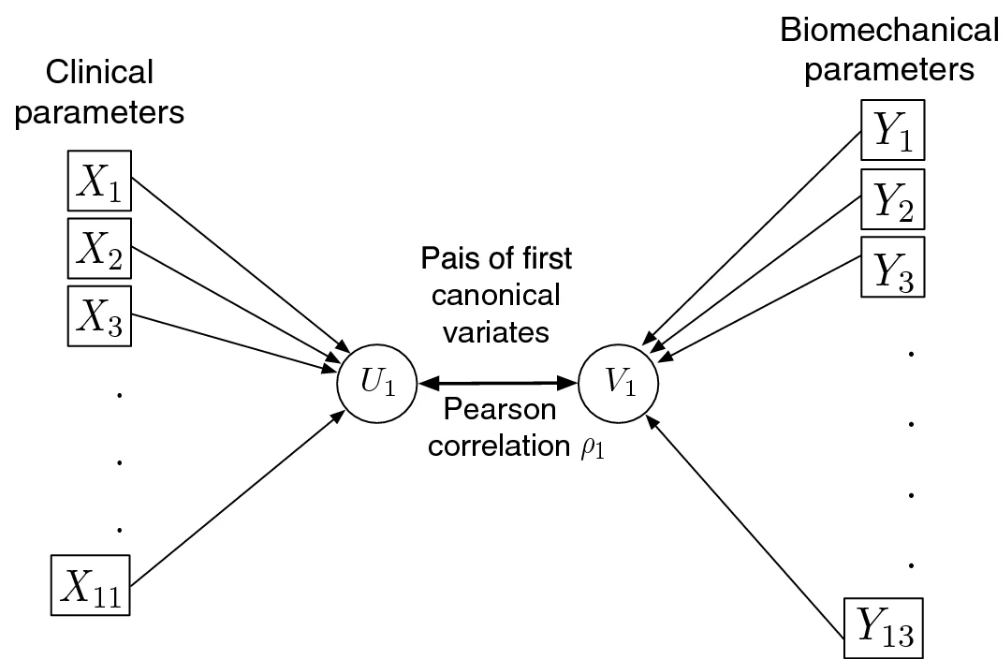 Clinical
parameters
X1
X2
X3
.
.
.
X11
Pais of first
canonical
variates
U1
V1
Pearson
correlation ρ1
Biomechanical
parameters
Y1
Y2
Y3
.
.
.
.
Y13